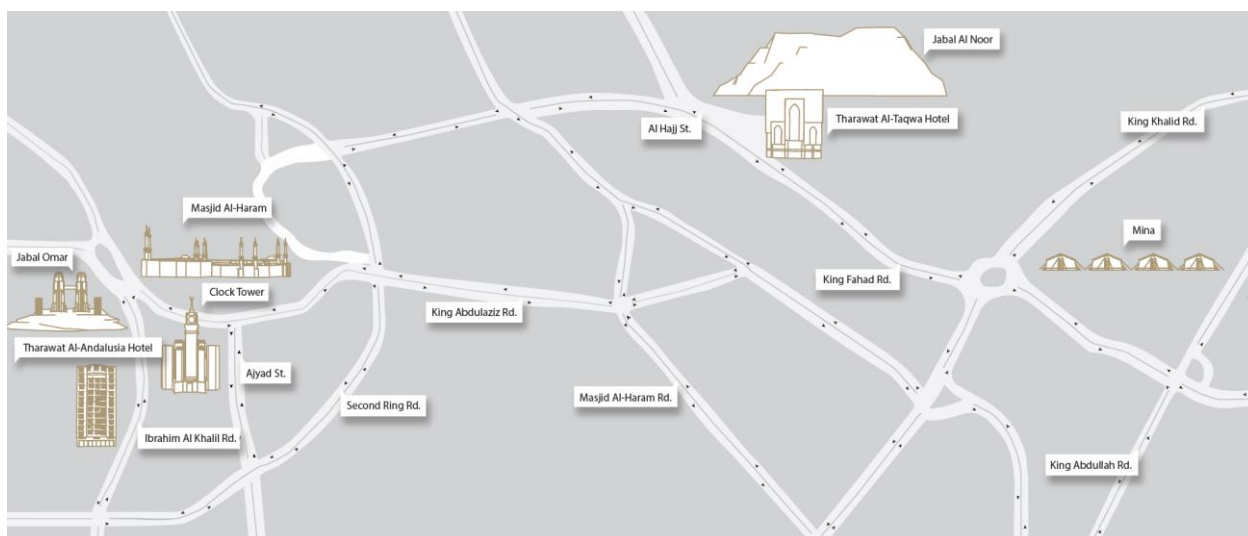 Jabal Al Noor
Tharawat Al-Taqwa Hotel
Al Hajj St.
King Khalid Rd.
Masjid Al-Haram
Mina
Jabal Omar
King Fahad Rd.
Clock Tower
King Abdulaziz Rd.
Tharawat Al-Andalusia Hotel
Ajyad St.
Masjid Al-Haram Rd.
Second Ring Rd.
Ibrahim Al Khalil Rd.
King Abdullah Rd.